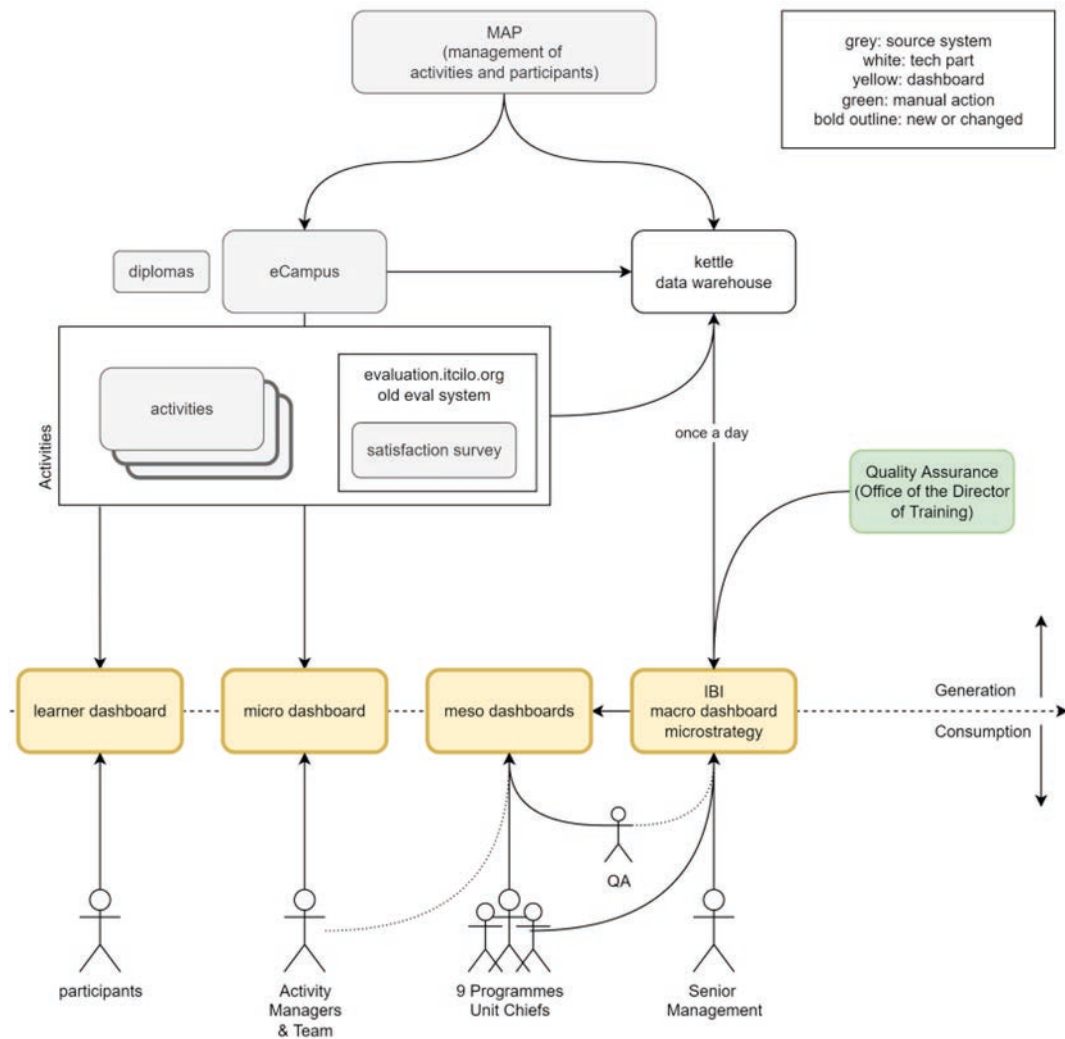 MAP
(management of
activities and participants)
grey: source system
white: tech part
yellow: dashboard
green: manual action
bold outline: new or changed
diplomas
eCampus
kettle
data warehouse
Activities
activities
evaluation.itcilo.org
old eval system
satisfaction survey
once a day
Quality Assurance
(Office of the Director
of Training)
learner dashboard
micro dashboard
meso dashboards
IBI
macro dashboard
microstrategy
Generation
Consumption
QA
participants
Activity
Managers
& Team
9 Programmes
Unit Chiefs
Senior
Management